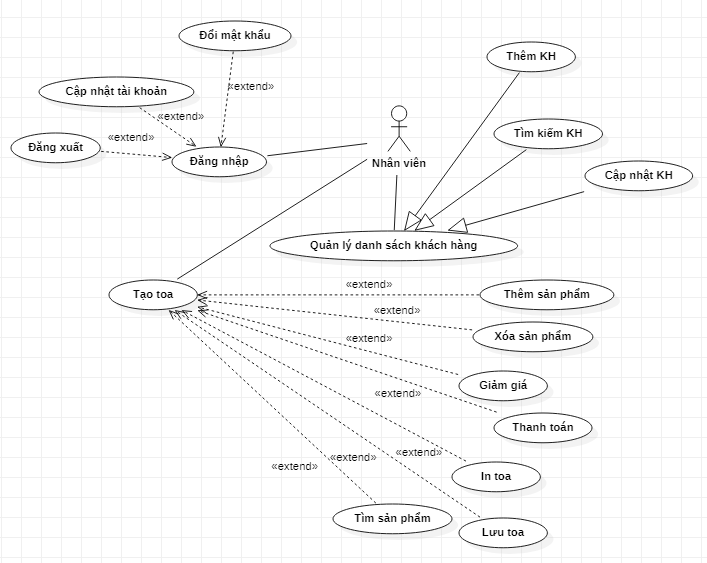 Đổi mật khẩu
Thêm KH
«extend»
Cập nhật tài khoản
«extend»
Tìm kiếm KH
«extend»
Đăng xuất
Đăng nhập
Nhân viên
Cập nhật KH
Quản lý danh sách khách hàng
«extend»
Tạo toa
Thêm sản phẩm
«extend»
Xóa sản phẩm
«extend»
Giảm giá
«extend»
Thanh toán
«extend»
«extend»
«extend»
In toa
Tìm sản phẩm
Lưu toa